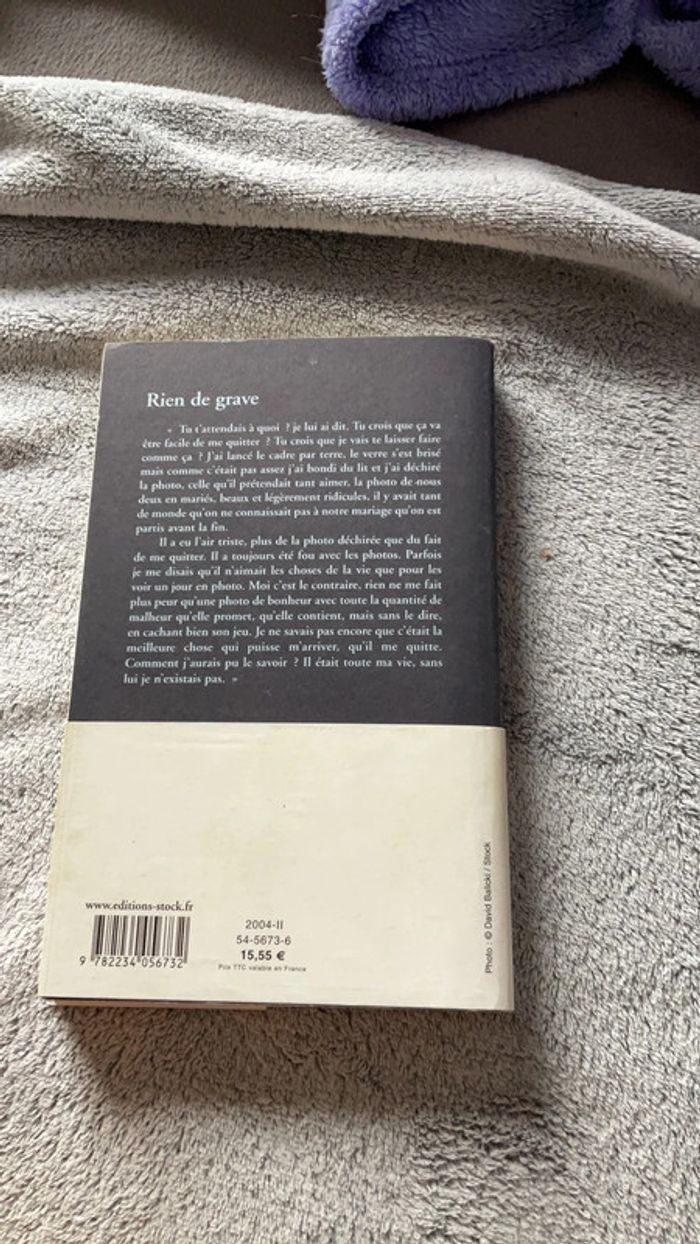 Rien de grave
« Tu t'attendais à quoi ? je lui ai dit. Tu crois que ça va
être facile de me quitter ? Tu crois que je vais te laisser faire
comme ça ? J'ai lancé le cadre par terre, le verre s'est brisé
mais comme c'était pas assez j'ai bondi du lit et j'ai déchiré
la photo, celle qu'il prétendait tant aimer, la photo de nous
deux en mariés, beaux et légèrement ridicules, il y avait tant
de monde qu'on ne connaissait pas à notre mariage qu'on est
partis avant la fin.
Il a eu l'air triste, plus de la photo déchirée que du fait
de me quitter. Il a toujours été fou avec les photos. Parfois
je me disais qu'il n'aimait les choses de la vie que pour les
voir un jour en photo. Moi c'est le contraire, rien ne me fait
plus peur qu'une photo de bonheur avec toute la quantité de
malheur qu'elle promet, qu'elle contient, mais sans le dire,
en cachant bien son jeu. Je ne savais pas encore que c'était la
meilleure chose qui puisse m'arriver, qu'il me quitte.
Comment j'aurais pu le savoir ? Il était toute ma vie, sans
lui je n'existais pas. »
www.editions-stock.fr
9 782234 056732
2004-II
54-5673-6
15,55 €
Prix TTC valable en France
Photo : © David Balicki / Stock